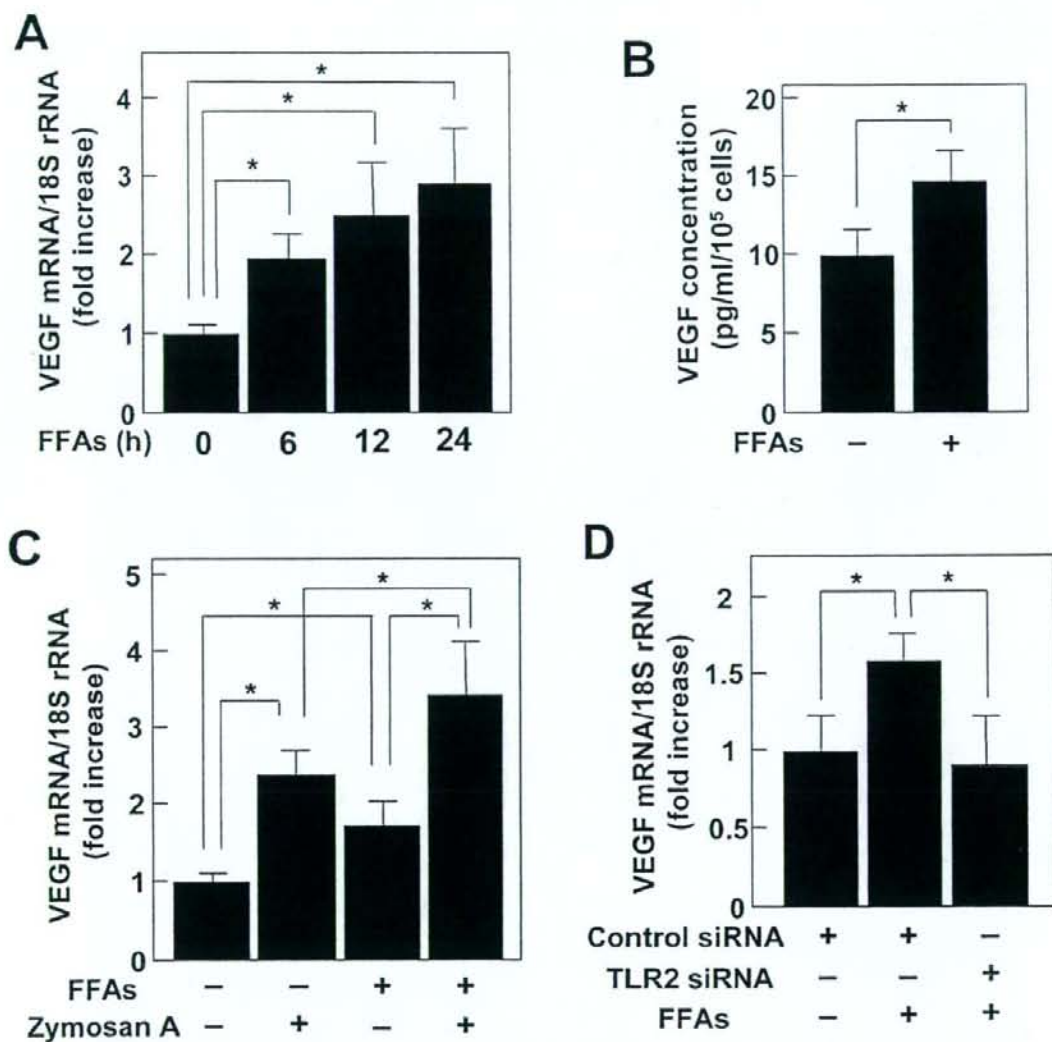 A
VEGF mRNA/18S rRNA
(fold increase)
4
3
2
1
0
* * *
FFAs (h) 0 6 12 24
B
VEGF concentration
(pg/ml/10⁵ cells)
20
15
10
5
0
*
FFAs – +
C
VEGF mRNA/18S rRNA
(fold increase)
5
4
3
2
1
0
* * * *
FFAs – – + +
Zymosan A – + – +
D
VEGF mRNA/18S rRNA
(fold increase)
2
1.5
1
0.5
0
* *
Control siRNA + + –
TLR2 siRNA – – +
FFAs – + +